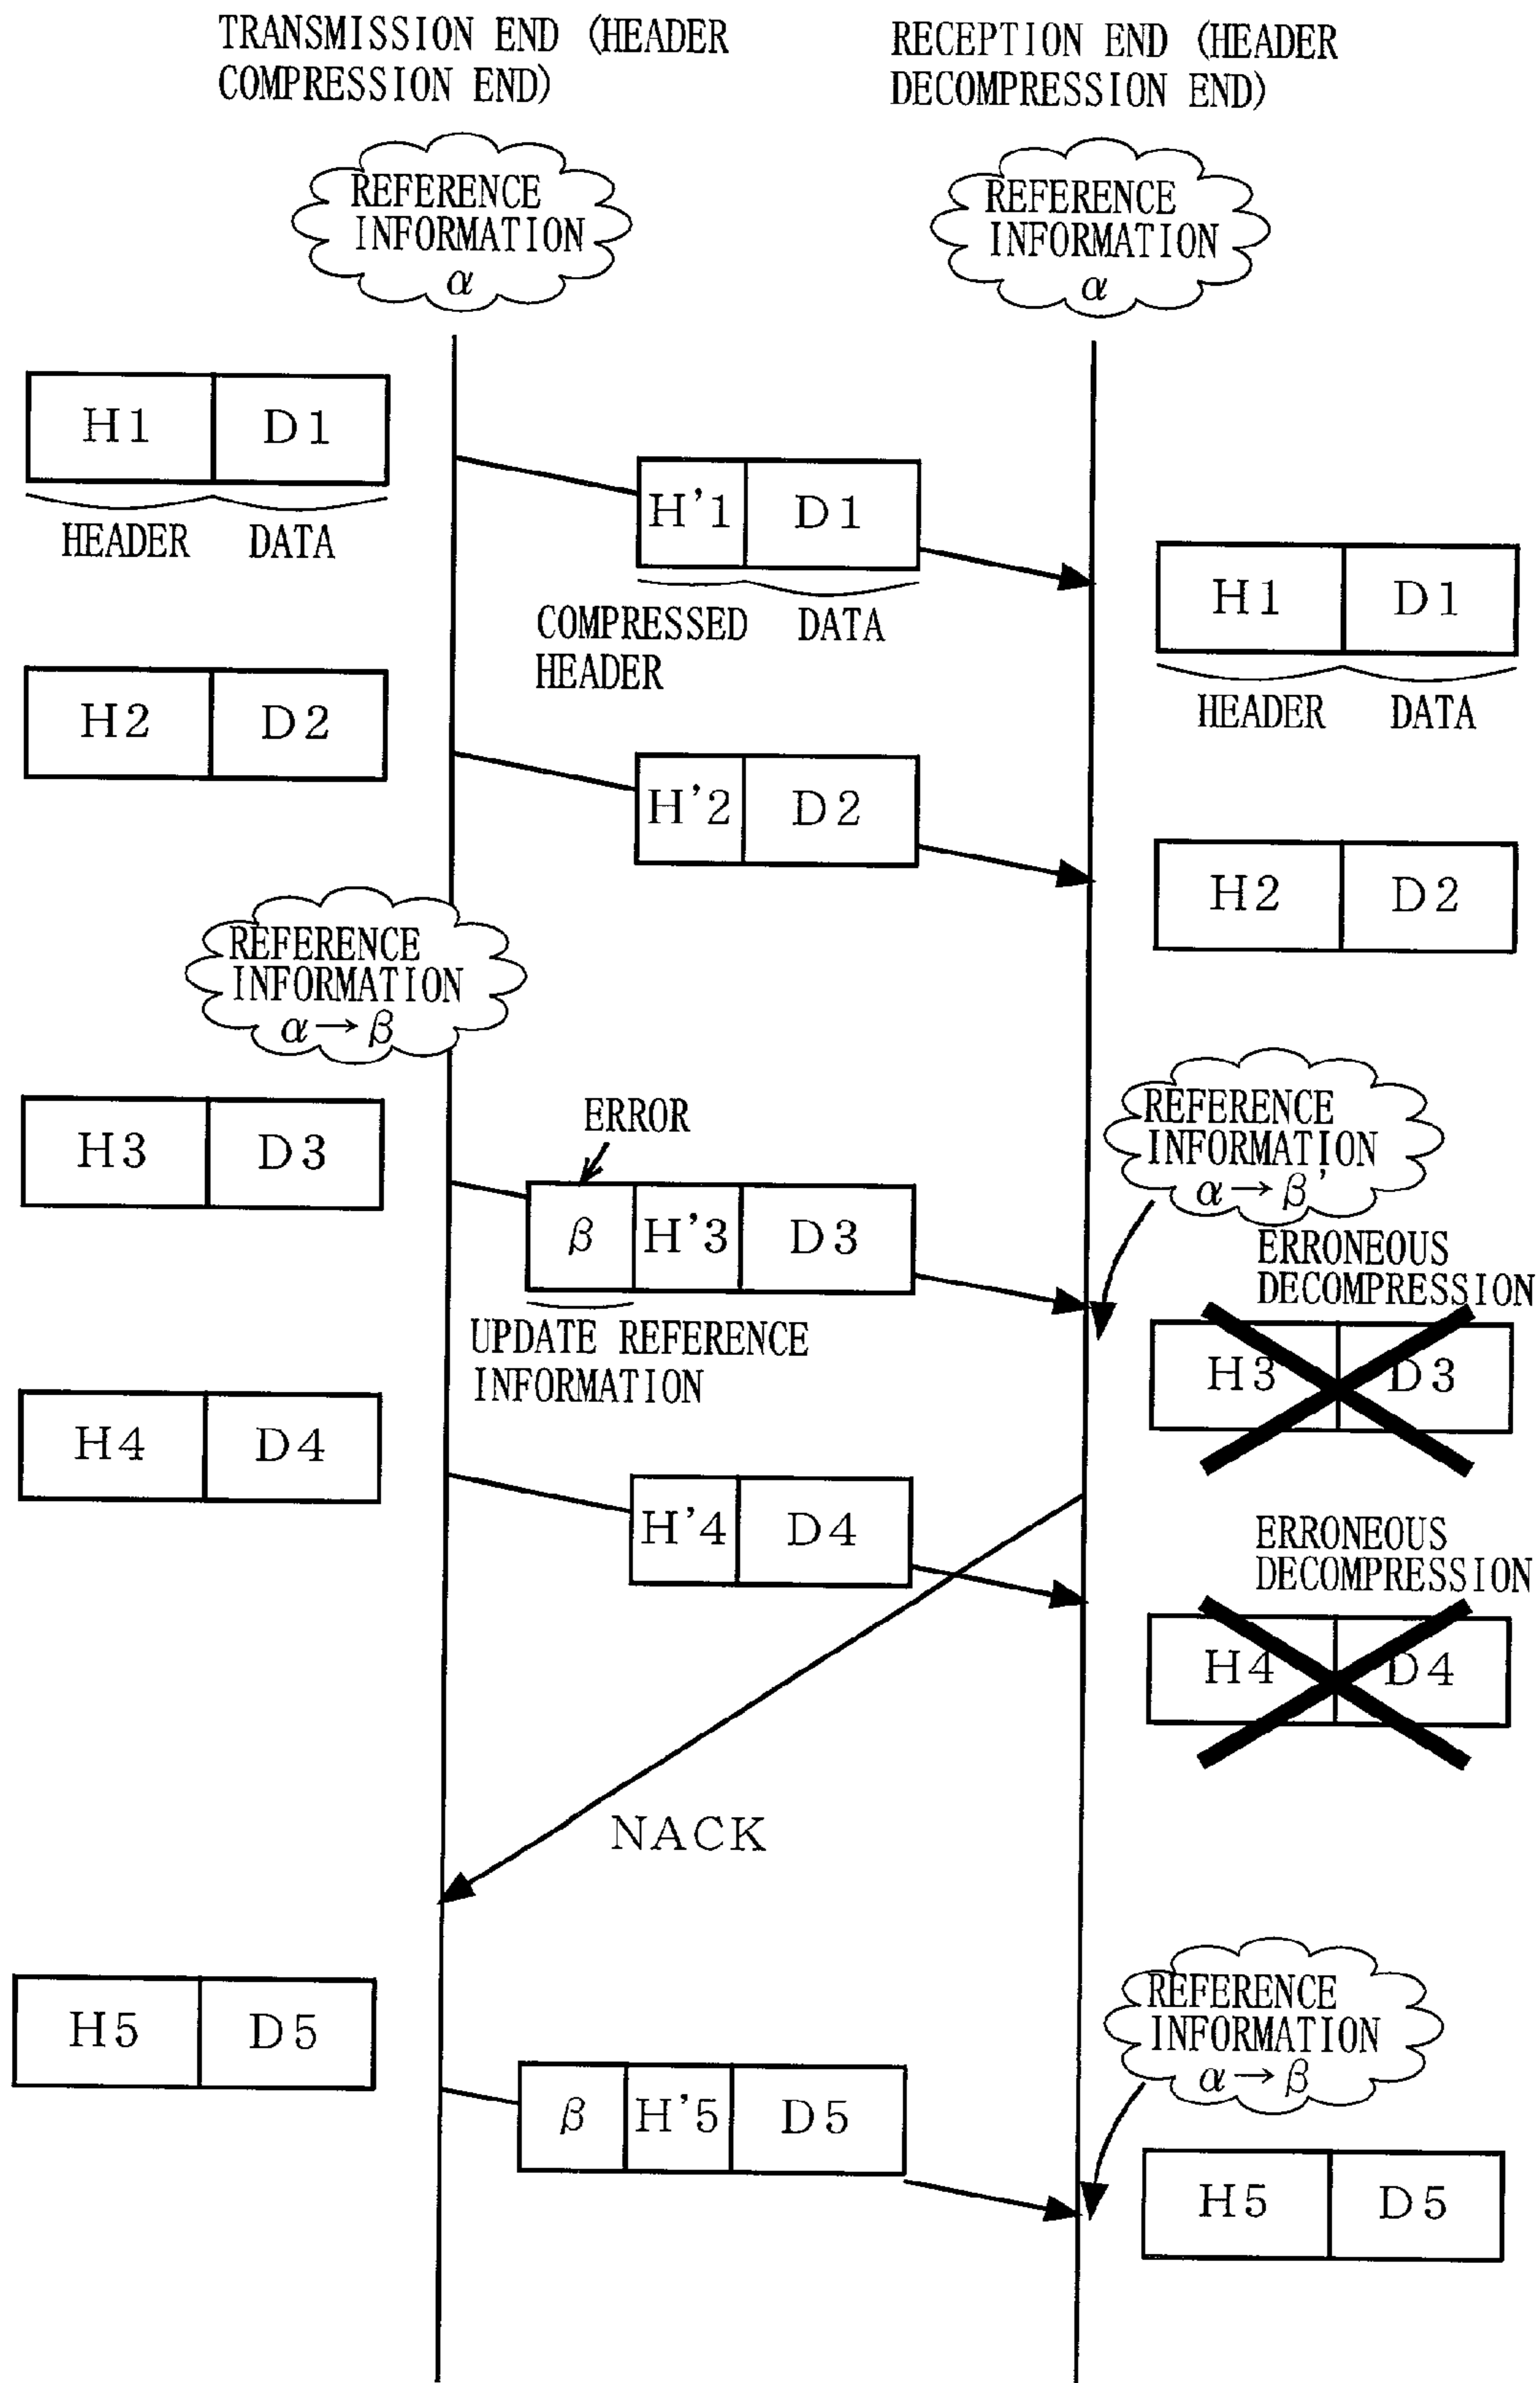 TRANSMISSION END (HEADER
COMPRESSION END)
RECEPTION END (HEADER
DECOMPRESSION END)
REFERENCE
INFORMATION
α
REFERENCE
INFORMATION
α
H1 D1
HEADER DATA
H'1 D1
COMPRESSED DATA
HEADER
H1 D1
HEADER DATA
H2 D2
H'2 D2
H2 D2
REFERENCE
INFORMATION
α→β
H3 D3
ERROR
β H'3 D3
UPDATE REFERENCE
INFORMATION
REFERENCE
INFORMATION
α→β'
ERRONEOUS
DECOMPRESSION
H3 D3
H4 D4
H'4 D4
ERRONEOUS
DECOMPRESSION
H4 D4
NACK
H5 D5
β H'5 D5
REFERENCE
INFORMATION
α→β
H5 D5